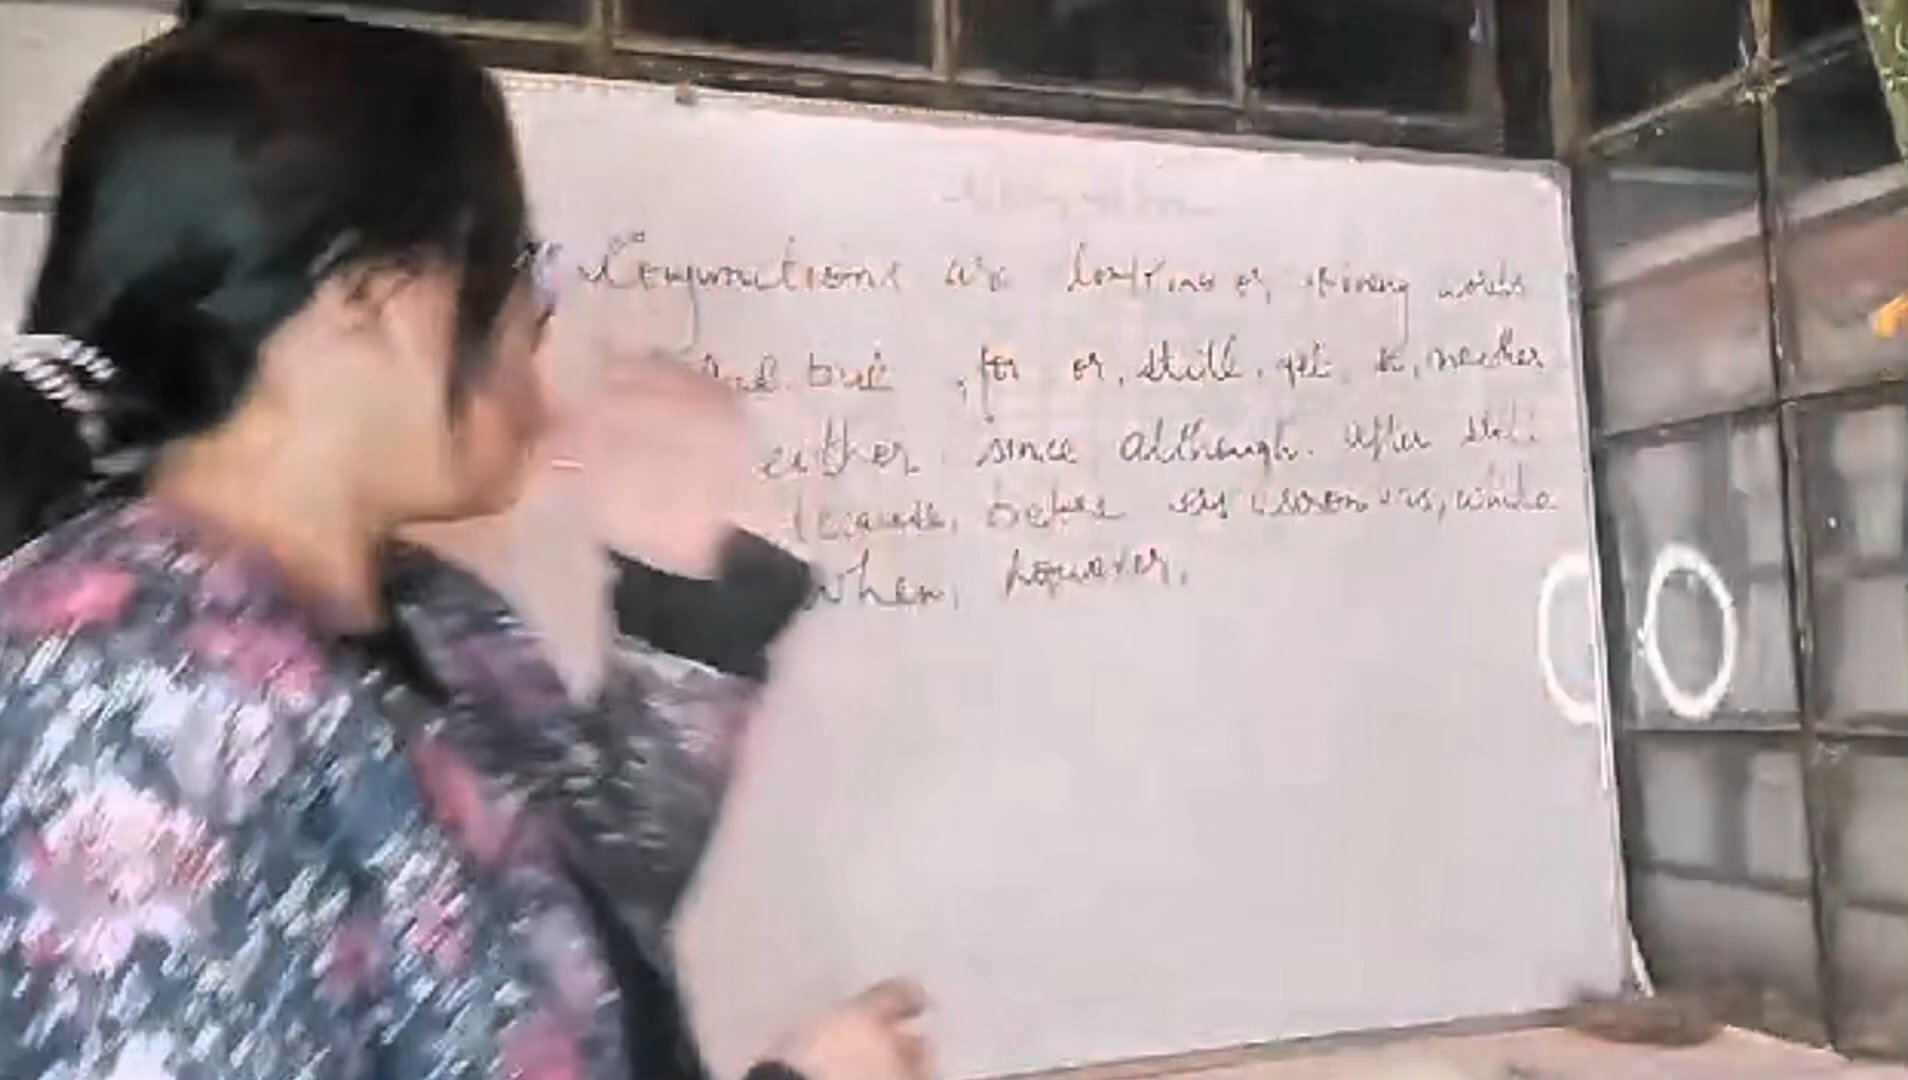 Conjunctions are or joining words
and but, for or, still, yet, so, neither
either since although. after still
because, before as soon as, while
when, however,